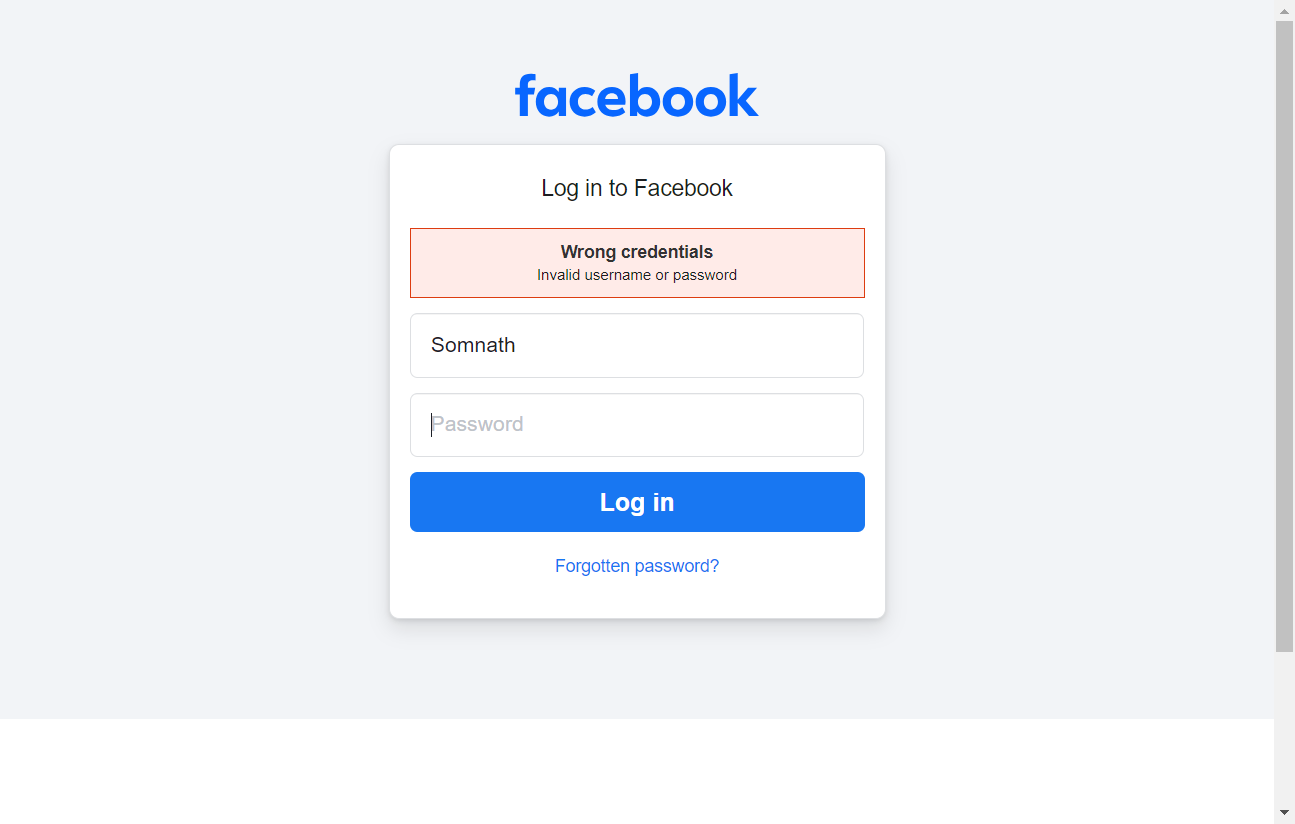 facebook
Log in to Facebook
Wrong credentials
Invalid username or password
Somnath
Password
Log in
Forgotten password?